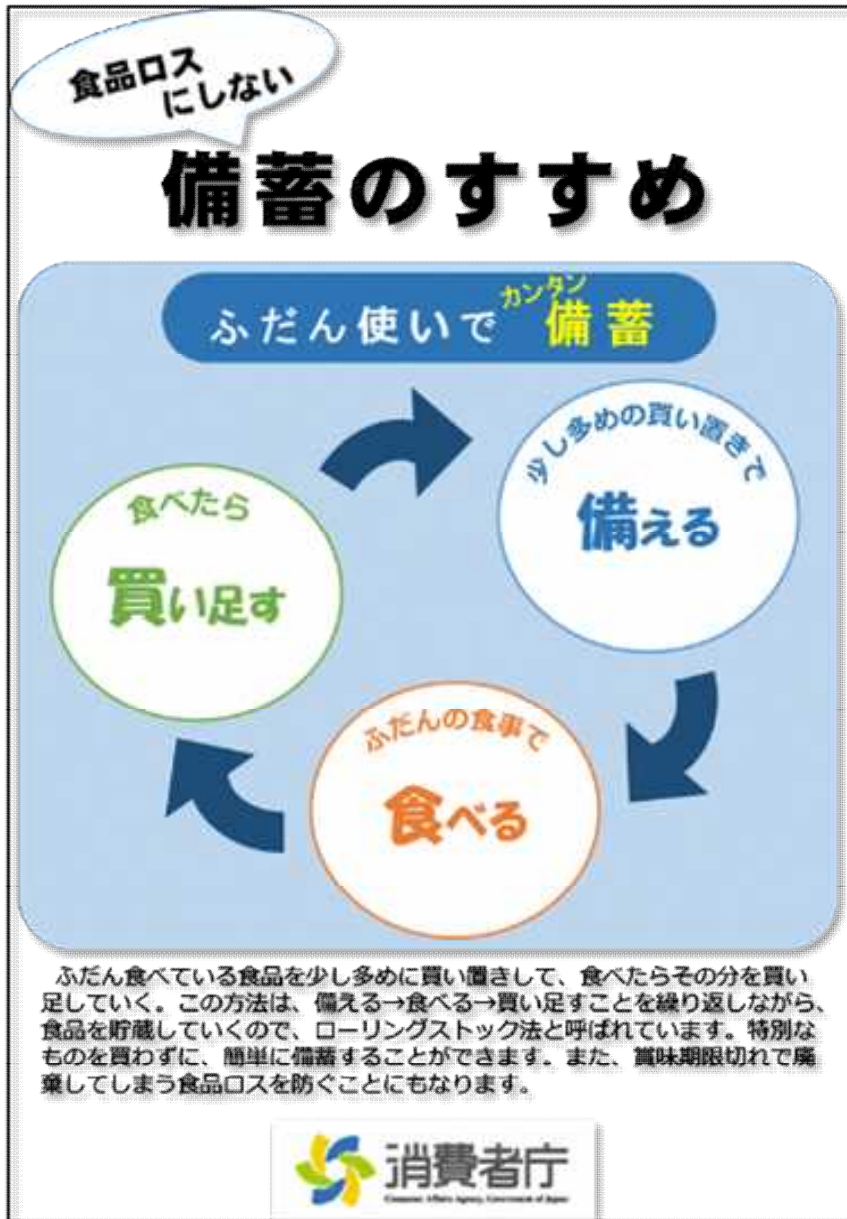 食品ロス
にしない
備蓄のすすめ
カンタン
ふだん使いで備蓄
少し多めの買い置きで
備える
食べたら
買い足す
ふだんの食事で
食べる
ふだん食べている食品を少し多めに買い置きして、食べたらその分を買い
足していく。この方法は、備える→食べる→買い足すことを繰り返しながら、
食品を貯蔵していくので、ローリングストック法と呼ばれています。特別な
ものを買わずに、簡単に備蓄することができます。また、賞味期限切れで廃
棄してしまう食品ロスを防ぐことにもなります。
消費者庁
Consumer Affairs Agency, Government of Japan